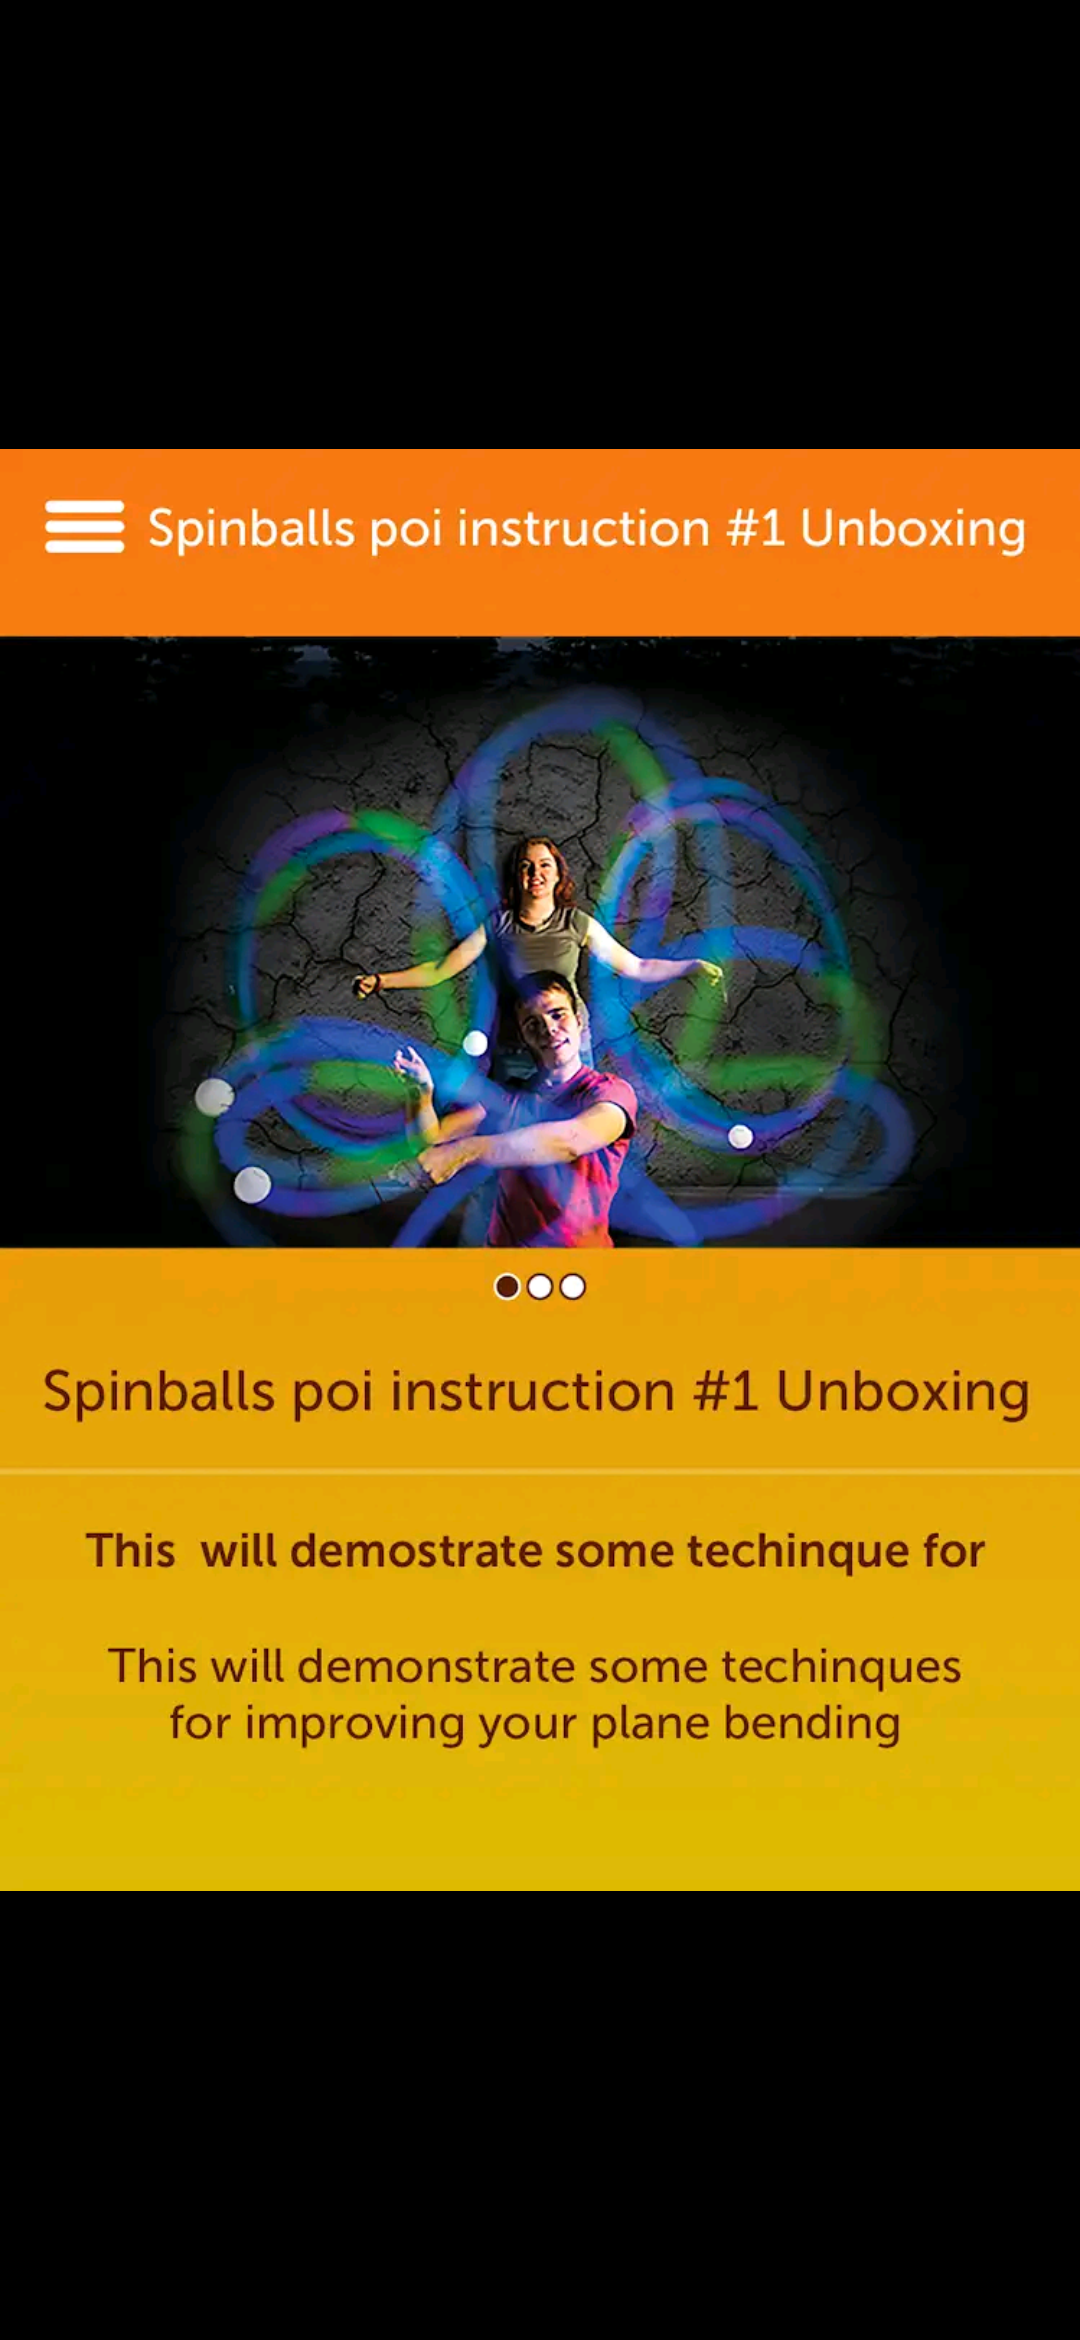 Spinballs poi instruction #1 Unboxing
Spinballs poi instruction #1 Unboxing
This will demostrate some techinque for
This will demonstrate some techinques
for improving your plane bending